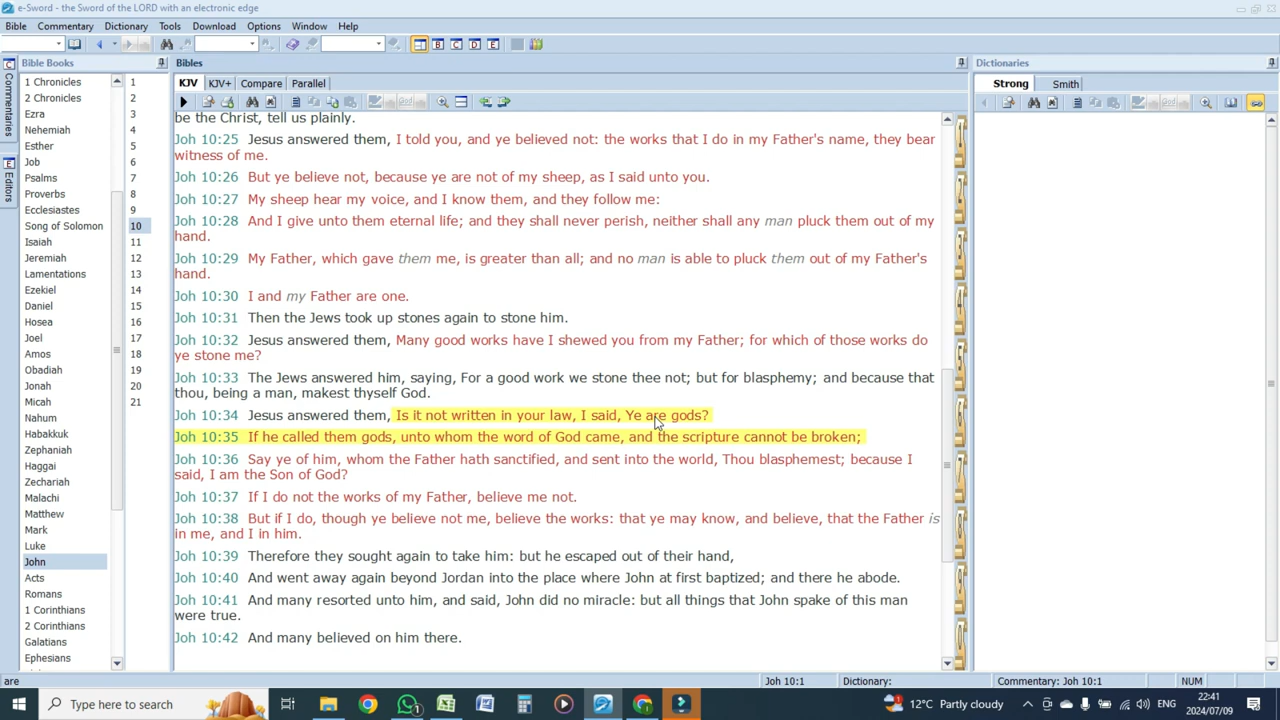 e-Sword - the Sword of the LORD with an electronic edge
Bible Commentary Dictionary Tools Download Options Window Help
B C D E
Bible Books
Bibles
Dictionaries
Commentaries
Editors
KJV KJV+ Compare Parallel
Strong Smith
1 Chronicles
2 Chronicles
Ezra
Nehemiah
Esther
Job
Psalms
Proverbs
Ecclesiastes
Song of Solomon
Isaiah
Jeremiah
Lamentations
Ezekiel
Daniel
Hosea
Joel
Amos
Obadiah
Jonah
Micah
Nahum
Habakkuk
Zephaniah
Haggai
Zechariah
Malachi
Matthew
Mark
Luke
John
Acts
Romans
1 Corinthians
2 Corinthians
Galatians
Ephesians
1
2
3
4
5
6
7
8
9
10
11
12
13
14
15
16
17
18
19
20
21
be the Christ, tell us plainly.
Joh 10:25 Jesus answered them, I told you, and ye believed not: the works that I do in my Father's name, they bear
witness of me.
Joh 10:26 But ye believe not, because ye are not of my sheep, as I said unto you.
Joh 10:27 My sheep hear my voice, and I know them, and they follow me:
Joh 10:28 And I give unto them eternal life; and they shall never perish, neither shall any man pluck them out of my
hand.
Joh 10:29 My Father, which gave them me, is greater than all; and no man is able to pluck them out of my Father's
hand.
Joh 10:30 I and my Father are one.
Joh 10:31 Then the Jews took up stones again to stone him.
Joh 10:32 Jesus answered them, Many good works have I shewed you from my Father; for which of those works do
ye stone me?
Joh 10:33 The Jews answered him, saying, For a good work we stone thee not; but for blasphemy; and because that
thou, being a man, makest thyself God.
Joh 10:34 Jesus answered them, Is it not written in your law, I said, Ye are gods?
Joh 10:35 If he called them gods, unto whom the word of God came, and the scripture cannot be broken;
Joh 10:36 Say ye of him, whom the Father hath sanctified, and sent into the world, Thou blasphemest; because I
said, I am the Son of God?
Joh 10:37 If I do not the works of my Father, believe me not.
Joh 10:38 But if I do, though ye believe not me, believe the works: that ye may know, and believe, that the Father is
in me, and I in him.
Joh 10:39 Therefore they sought again to take him: but he escaped out of their hand,
Joh 10:40 And went away again beyond Jordan into the place where John at first baptized; and there he abode.
Joh 10:41 And many resorted unto him, and said, John did no miracle: but all things that John spake of this man
were true.
Joh 10:42 And many believed on him there.
are
Joh 10:1 Dictionary: Commentary: Joh 10:1 NUM
Type here to search
12°C Partly cloudy
ENG
22:41
2024/07/09